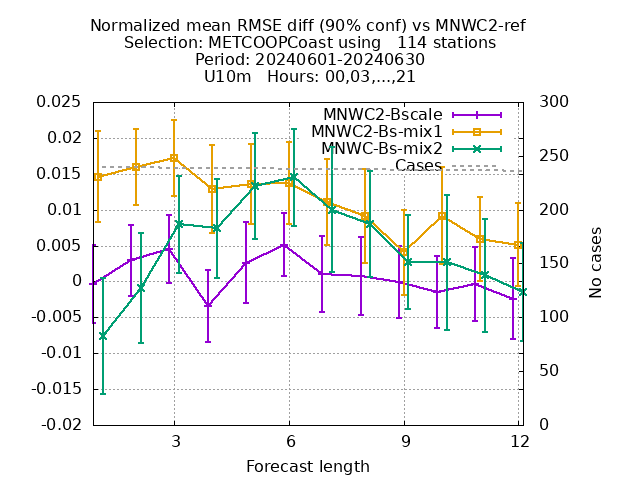 Normalized mean RMSE diff (90% conf) vs MNWC2-ref
Selection: METCOOPCoast using   114 stations
Period: 20240601-20240630
U10m   Hours: 00,03,...,21
MNWC2-Bscale
MNWC2-Bs-mix1
MNWC-Bs-mix2
Cases
0.025
0.02
0.015
0.01
0.005
0
-0.005
-0.01
-0.015
-0.02
300
250
200
150
100
50
0
No cases
3
6
9
12
Forecast length